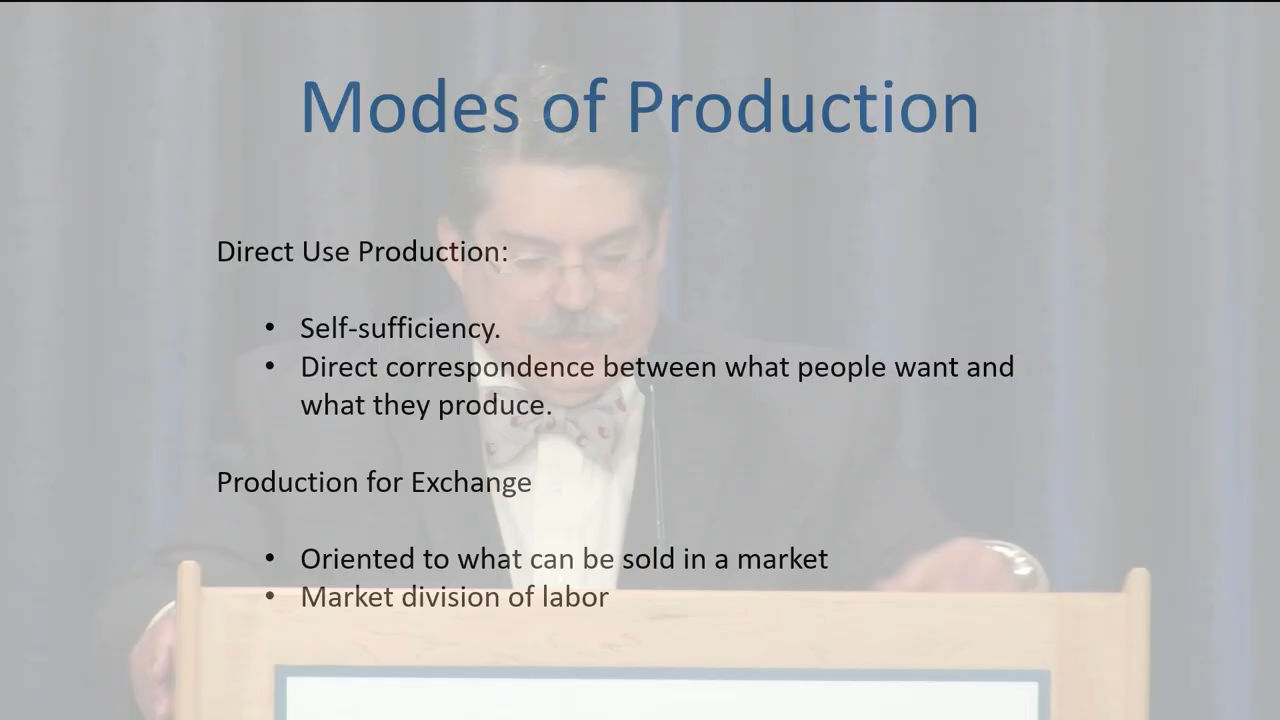 Modes of Production
Direct Use Production:
• Self-sufficiency.
• Direct correspondence between what people want and
what they produce.
Production for Exchange
• Oriented to what can be sold in a market
• Market division of labor